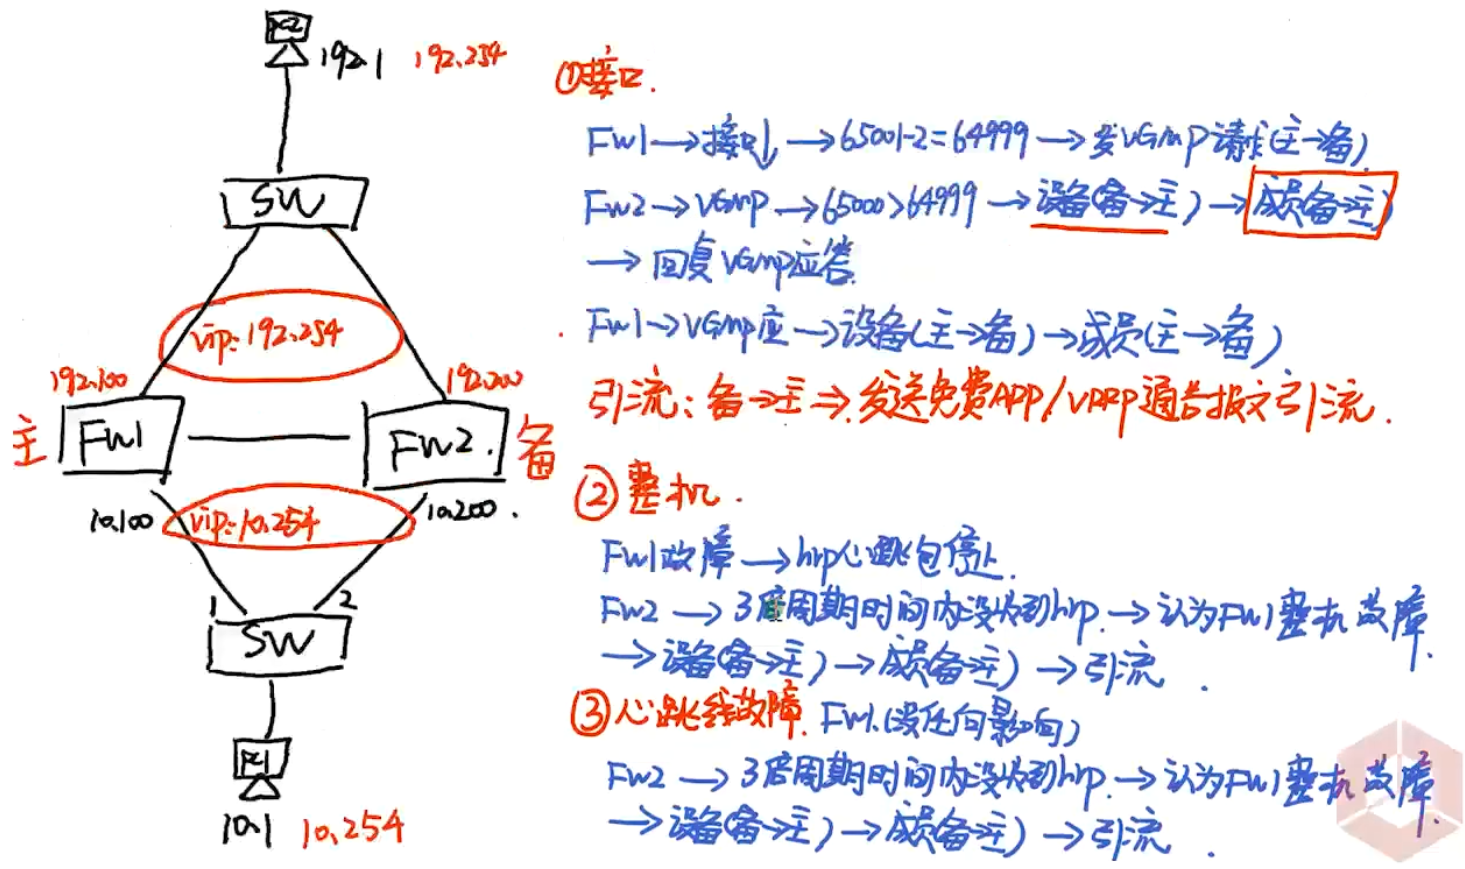 PC2
192.1 192.254
①接口.
FW1→接口↓→65001-2=64999→发VGMP请求(主→备)
SW
FW2→VGMP→65000>64999→设备(备→主)→成员(备→主)
→回复VGMP应答.
vip:192.254
FW1→VGMP应→设备(主→备)→成员(主→备)
192.100 192.200
引流:备→主⇒发送免费APP/VRRP通告报文引流.
主 FW1 FW2. 备
②整机.
10.100 vip:10.254 10.200.
FW1故障→hrp心跳包停止.
1 2
FW2→3倍周期时间内没收到hrp.→认为FW1整机故障.
SW
→设备(备→主)→成员(备→主)→引流.
③心跳线故障. FW1.(没任何影响)
PC1
FW2→3倍周期时间内没收到hrp.→认为FW1整机故障.
10.1 10.254
→设备(备→主)→成员(备→主)→引流.